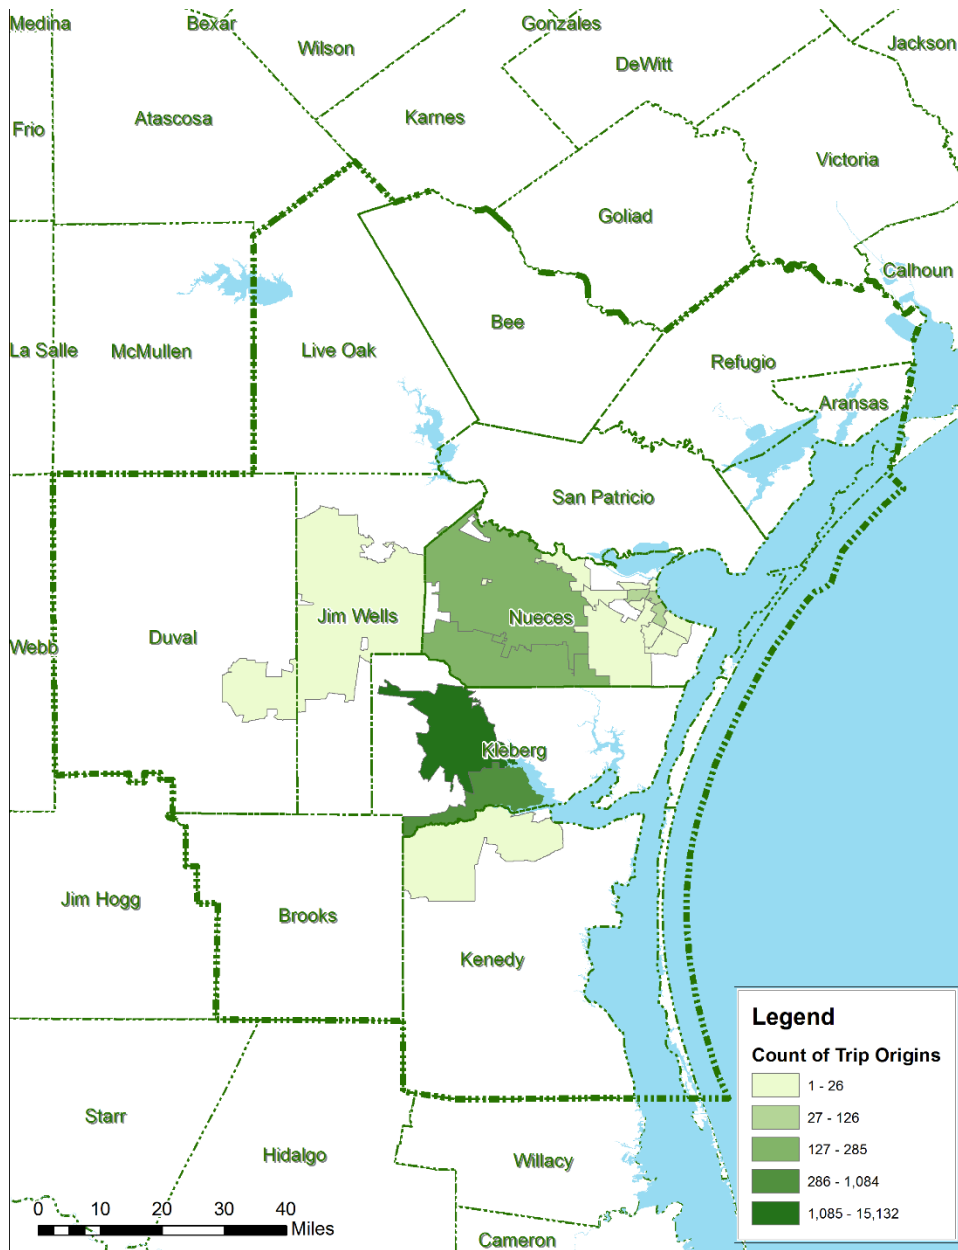 Medina
Bexar
Gonzales
Wilson
Jackson
DeWitt
Frio
Atascosa
Karnes
Victoria
Goliad
Calhoun
Bee
La Salle
McMullen
Live Oak
Refugio
Aransas
San Patricio
Webb
Duval
Jim Wells
Nueces
Kleberg
Jim Hogg
Brooks
Kenedy
Starr
Hidalgo
Willacy
Cameron
0 10 20 30 40
Miles
Legend
Count of Trip Origins
1 - 26
27 - 126
127 - 285
286 - 1,084
1,085 - 15,132